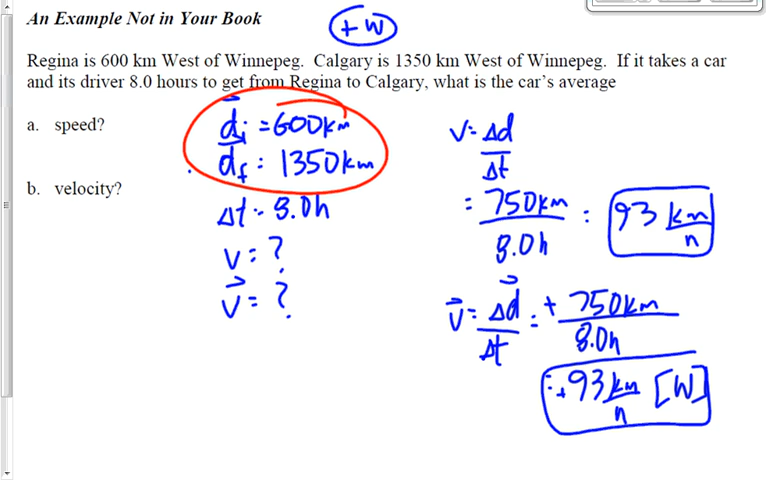 An Example Not in Your Book
+W
Regina is 600 km West of Winnepeg. Calgary is 1350 km West of Winnepeg. If it takes a car
and its driver 8.0 hours to get from Regina to Calgary, what is the car's average
a. speed?
d⃗i = 600km
df = 1350km
b. velocity?
Δt = 8.0h
v = ?
v⃗ = ?
v = Δd/Δt
= 750km/8.0h = 93 km/h
v⃗ = Δd⃗/Δt = + 750km/8.0h
= +93 km/h [W]